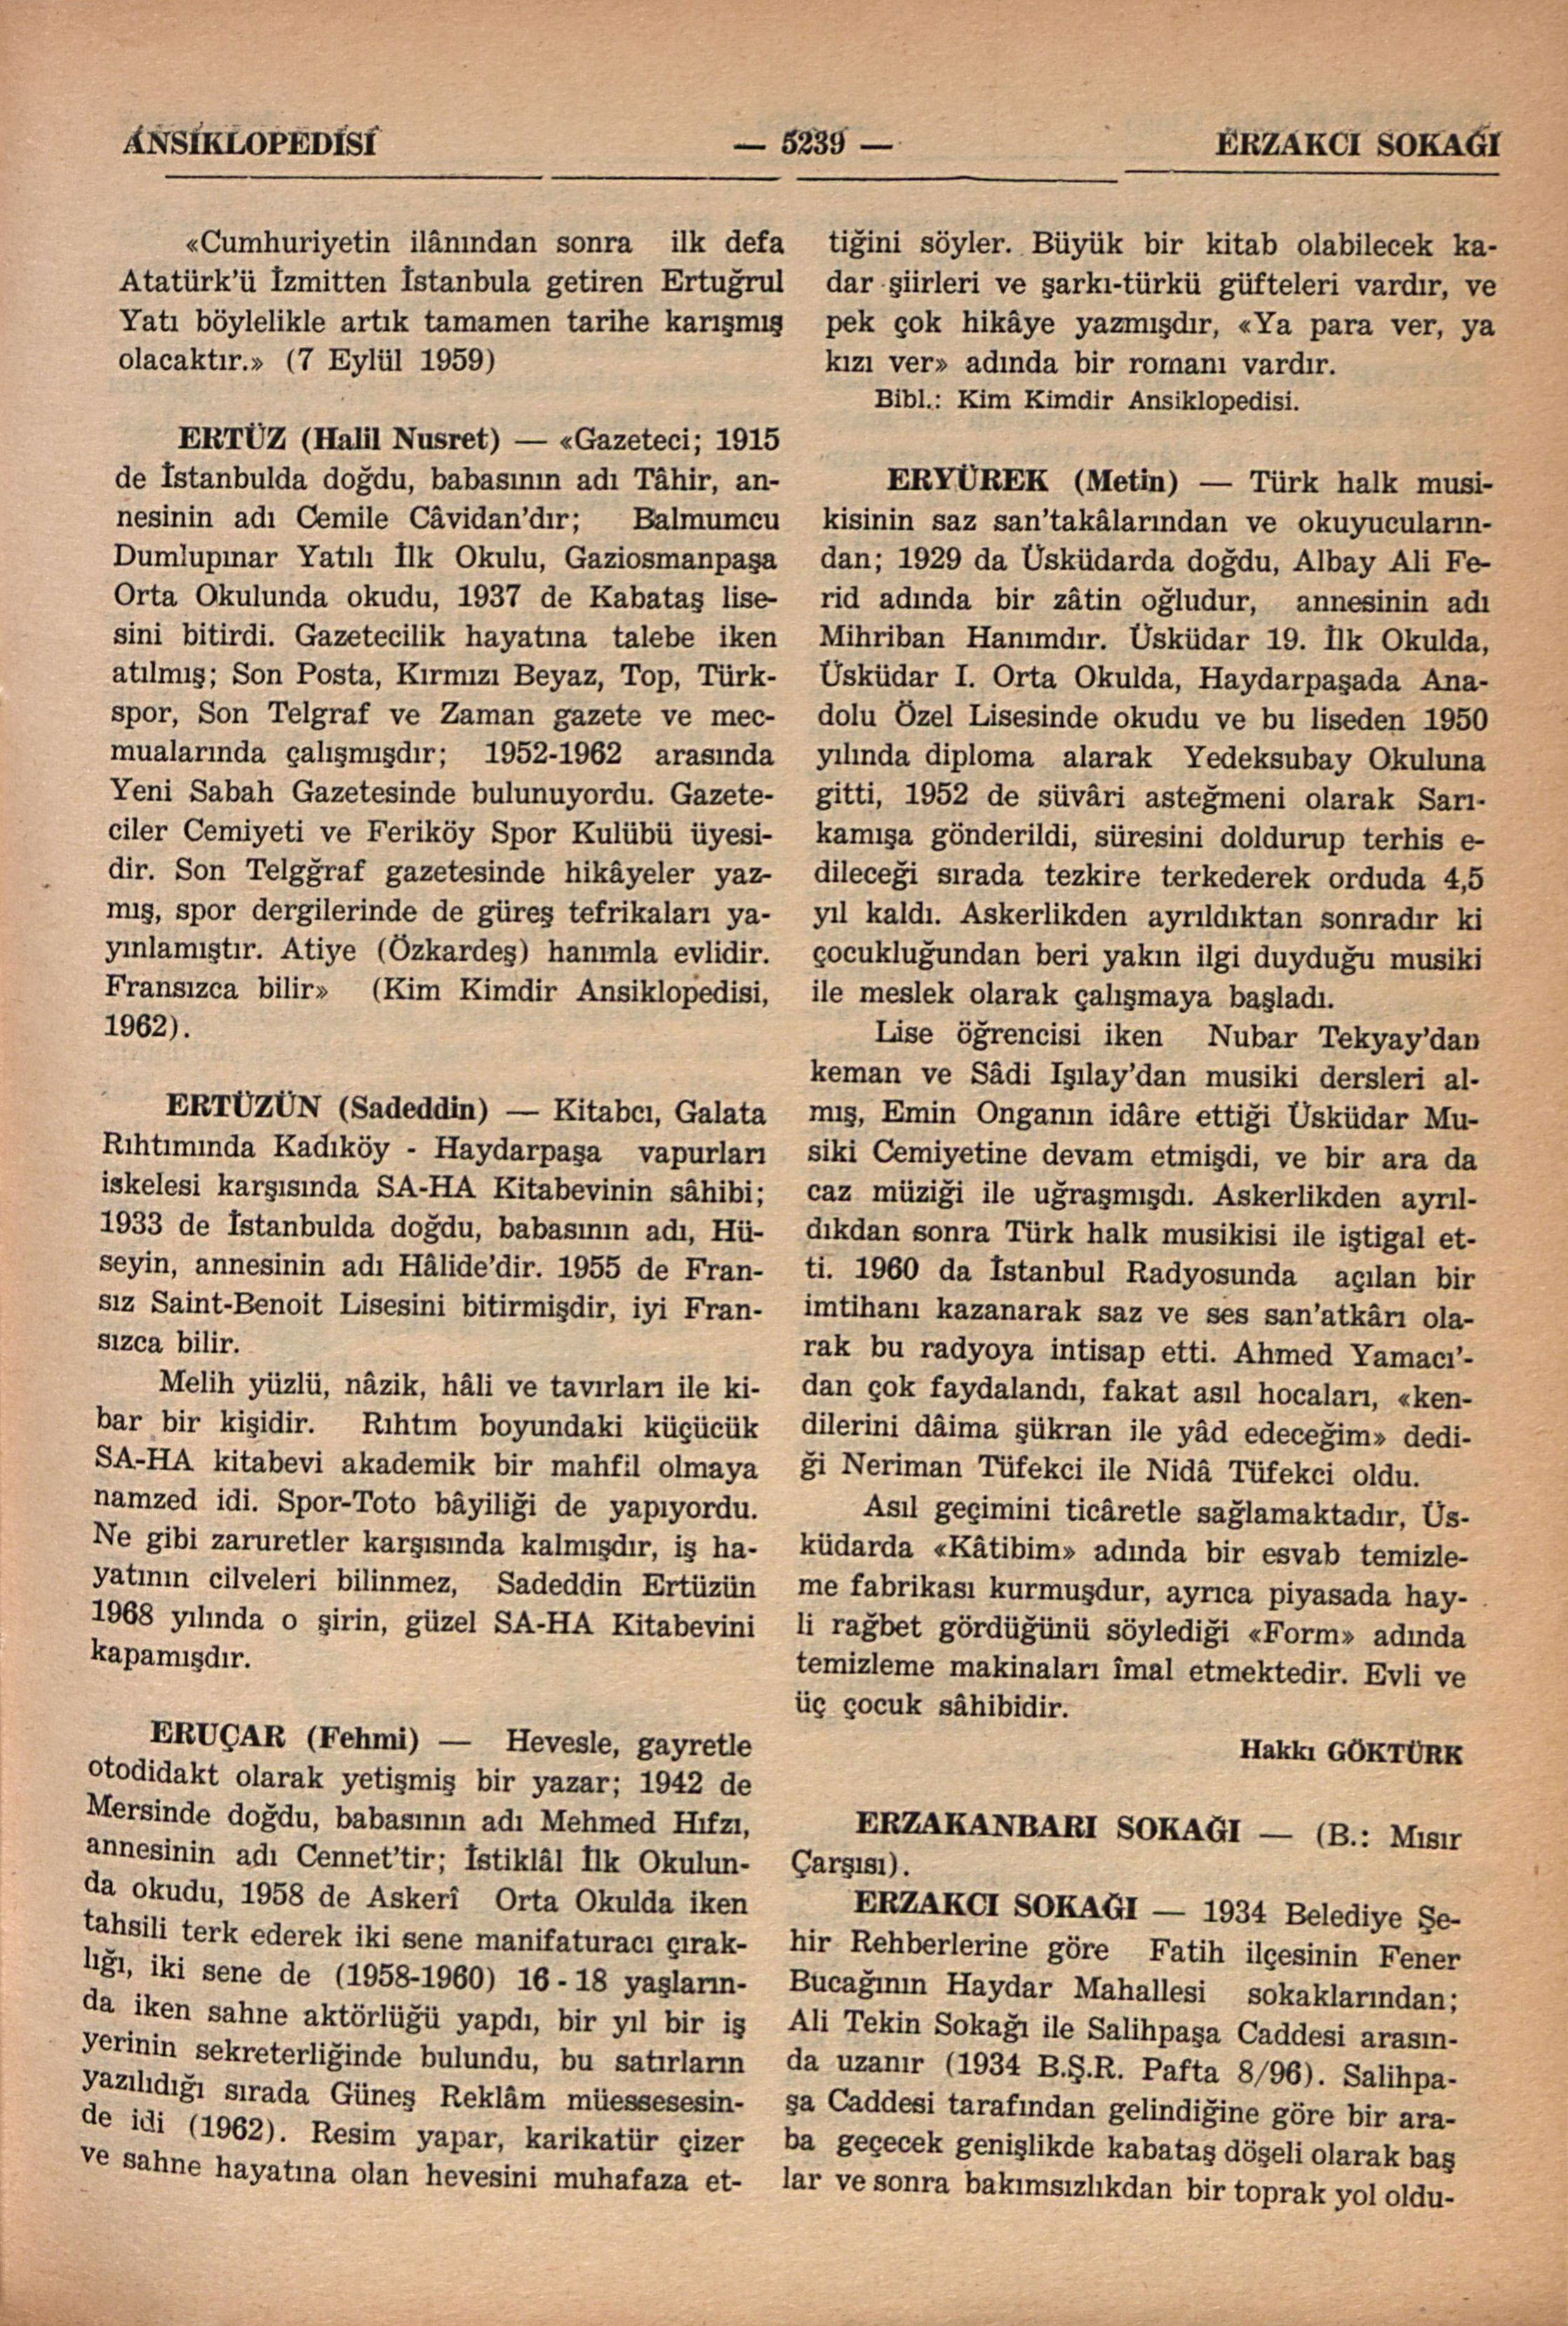 ANSİKLOPEDİSİ
— 5239 —
ERZAKCI SOKAĞI
«Cumhuriyetin ilânından sonra ilk defa
Atatürk'ü İzmitten İstanbula getiren Ertuğrul
Yatı böylelikle artık tamamen tarihe karışmış
olacaktır.» (7 Eylül 1959)
ERTÜZ (Halil Nusret) — «Gazeteci; 1915
de İstanbulda doğdu, babasının adı Tâhir, an-
nesinin adı Cemile Câvidan'dır; Balmumcu
Dumlupınar Yatılı İlk Okulu, Gaziosmanpaşa
Orta Okulunda okudu, 1937 de Kabataş lise-
sini bitirdi. Gazetecilik hayatına talebe iken
atılmış; Son Posta, Kırmızı Beyaz, Top, Türk-
spor, Son Telgraf ve Zaman gazete ve mec-
mualarında çalışmışdır; 1952-1962 arasında
Yeni Sabah Gazetesinde bulunuyordu. Gazete-
ciler Cemiyeti ve Feriköy Spor Kulübü üyesi-
dir. Son Telgğraf gazetesinde hikâyeler yaz-
mış, spor dergilerinde de güreş tefrikaları ya-
yınlamıştır. Atiye (Özkardeş) hanımla evlidir.
Fransızca bilir» (Kim Kimdir Ansiklopedisi,
1962).
ERTÜZÜN (Sadeddin) — Kitabcı, Galata
Rıhtımında Kadıköy - Haydarpaşa vapurları
iskelesi karşısında SA-HA Kitabevinin sâhibi;
1933 de İstanbulda doğdu, babasının adı, Hü-
seyin, annesinin adı Hâlide'dir. 1955 de Fran-
sız Saint-Benoit Lisesini bitirmişdir, iyi Fran-
sızca bilir.
Melih yüzlü, nâzik, hâli ve tavırları ile ki-
bar bir kişidir. Rıhtım boyundaki küçücük
SA-HA kitabevi akademik bir mahfil olmaya
namzed idi. Spor-Toto bâyiliği de yapıyordu.
Ne gibi zaruretler karşısında kalmışdır, iş ha-
yatının cilveleri bilinmez, Sadeddin Ertüzün
1968 yılında o şirin, güzel SA-HA Kitabevini
kapamışdır.
ERUÇAR (Fehmi) — Hevesle, gayretle
otodidakt olarak yetişmiş bir yazar; 1942 de
Mersinde doğdu, babasının adı Mehmed Hıfzı,
annesinin adı Cennet'tir; İstiklâl İlk Okulun-
da okudu, 1958 de Askerî Orta Okulda iken
tahsili terk ederek iki sene manifaturacı çırak-
lığı, iki sene de (1958-1960) 16 - 18 yaşların-
da iken sahne aktörlüğü yapdı, bir yıl bir iş
yerinin sekreterliğinde bulundu, bu satırların
yazılıdığı sırada Güneş Reklâm müessesesin-
de idi (1962). Resim yapar, karikatür çizer
ve sahne hayatına olan hevesini muhafaza et-
tiğini söyler. Büyük bir kitab olabilecek ka-
dar şiirleri ve şarkı-türkü güfteleri vardır, ve
pek çok hikâye yazmışdır, «Ya para ver, ya
kızı ver» adında bir romanı vardır.
Bibl.: Kim Kimdir Ansiklopedisi.
ERYÜREK (Metin) — Türk halk musi-
kisinin saz san'takâlarından ve okuyucuların-
dan; 1929 da Üsküdarda doğdu, Albay Ali Fe-
rid adında bir zâtin oğludur, annesinin adı
Mihriban Hanımdır. Üsküdar 19. İlk Okulda,
Üsküdar I. Orta Okulda, Haydarpaşada Ana-
dolu Özel Lisesinde okudu ve bu liseden 1950
yılında diploma alarak Yedeksubay Okuluna
gitti, 1952 de süvâri asteğmeni olarak Sarı-
kamışa gönderildi, süresini doldurup terhis e-
dileceği sırada tezkire terkederek orduda 4,5
yıl kaldı. Askerlikden ayrıldıktan sonradır ki
çocukluğundan beri yakın ilgi duyduğu musiki
ile meslek olarak çalışmaya başladı.
Lise öğrencisi iken Nubar Tekyay'dan
keman ve Sâdi Işılay'dan musiki dersleri al-
mış, Emin Onganın idâre ettiği Üsküdar Mu-
siki Cemiyetine devam etmişdi, ve bir ara da
caz müziği ile uğraşmışdı. Askerlikden ayrıl-
dıkdan sonra Türk halk musikisi ile iştigal et-
ti. 1960 da İstanbul Radyosunda açılan bir
imtihanı kazanarak saz ve ses san'atkârı ola-
rak bu radyoya intisap etti. Ahmed Yamacı'-
dan çok faydalandı, fakat asıl hocaları, «ken-
dilerini dâima şükran ile yâd edeceğim» dedi-
ği Neriman Tüfekci ile Nidâ Tüfekci oldu.
Asıl geçimini ticâretle sağlamaktadır, Üs-
küdarda «Kâtibim» adında bir esvab temizle-
me fabrikası kurmuşdur, ayrıca piyasada hay-
li rağbet gördüğünü söylediği «Form» adında
temizleme makinaları îmal etmektedir. Evli ve
üç çocuk sâhibidir.
Hakkı GÖKTÜRK
ERZAKANBARI SOKAĞI — (B.: Mısır
Çarşısı).
ERZAKCI SOKAĞI — 1934 Belediye Şe-
hir Rehberlerine göre Fatih ilçesinin Fener
Bucağının Haydar Mahallesi sokaklarından;
Ali Tekin Sokağı ile Salihpaşa Caddesi arasın-
da uzanır (1934 B.Ş.R. Pafta 8/96). Salihpa-
şa Caddesi tarafından gelindiğine göre bir ara-
ba geçecek genişlikde kabataş döşeli olarak baş
lar ve sonra bakımsızlıkdan bir toprak yol oldu-